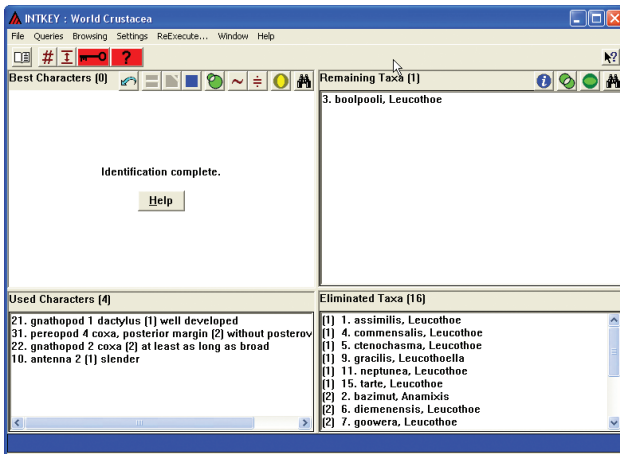 INTKEY : World Crustacea
File Queries Browsing Settings ReExecute... Window Help
# ?
?
Best Characters (0)
Remaining Taxa (1)
3. boolpooli, Leucothoe
Identification complete.
Help
Used Characters (4)
21. gnathopod 1 dactylus (1) well developed
31. pereopod 4 coxa, posterior margin (2) without posterov
22. gnathopod 2 coxa (2) at least as long as broad
10. antenna 2 (1) slender
Eliminated Taxa (16)
(1) 1. assimilis, Leucothoe
(1) 4. commensalis, Leucothoe
(1) 5. ctenochasma, Leucothoe
(1) 9. gracilis, Leucothoella
(1) 11. neptunea, Leucothoe
(1) 15. tarte, Leucothoe
(2) 2. bazimut, Anamixis
(2) 6. diemenensis, Leucothoe
(2) 7. goowera, Leucothoe